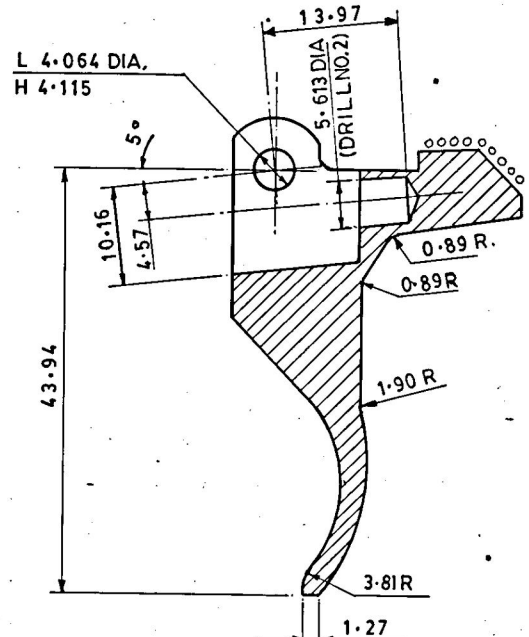 13.97
L 4.064 DIA,
H 4.115
5.613 DIA
(DRILL NO.2)
5°
10.16
4.57
0.89 R.
0.89R
43.94
1.90 R
3.81R
1.27